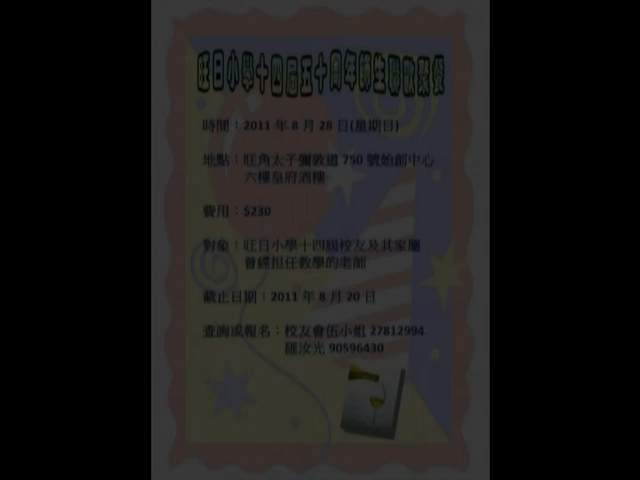 旺日小學十四屆五十周年師生聯歡聚餐
時間：2011 年 8 月 28 日(星期日)
地點：旺角太子彌敦道 750 號始創中心
六樓皇府酒樓
費用：$230
對象：旺日小學十四屆校友及其家屬
曾經担任教學的老師
截止日期：2011 年 8 月 20 日
查詢或報名：校友會伍小姐 27812994
羅汝光 90596430